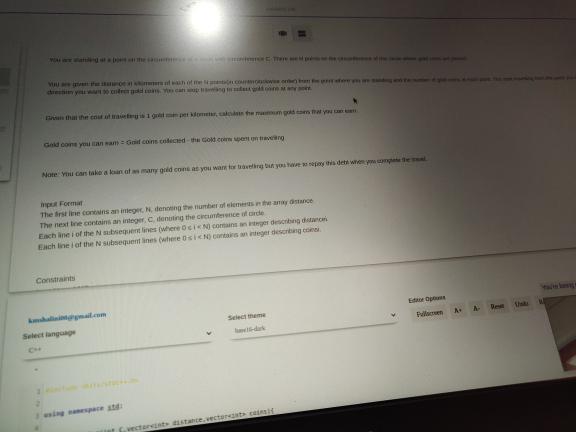 You are standing at a point on the circumference of a circle with circumference C. There are N points on the circumference of the circle where gold coins are placed.
You are given the distance in kilometers of each of the N points(in counterclockwise order) from the point where you are standing and the number of gold coins at each point. You start travelling from the point
direction you want to collect gold coins. You can stop travelling to collect gold coins at any point.
Given that the cost of travelling is 1 gold coin per kilometer, calculate the maximum gold coins that you can earn.
Gold coins you can earn = Gold coins collected - the Gold coins spent on travelling
Note: You can take a loan of as many gold coins as you want for travelling but you have to repay this debt when you complete the travel.
Input Format
The first line contains an integer, N, denoting the number of elements in the array distance.
The next line contains an integer, C, denoting the circumference of circle.
Each line i of the N subsequent lines (where 0 ≤ i < N) contains an integer describing distancei.
Each line i of the N subsequent lines (where 0 ≤ i < N) contains an integer describing coinsi.
Constraints
You're being
kmshalini00@gmail.com
Select language
C++
Select theme
base16-dark
Editor Options
Fullscreen A+ A- Reset Undo
1 #include <bits/stdc++.h>
2
3 using namespace std;
4
C,vector<int> distance,vector<int> coins){